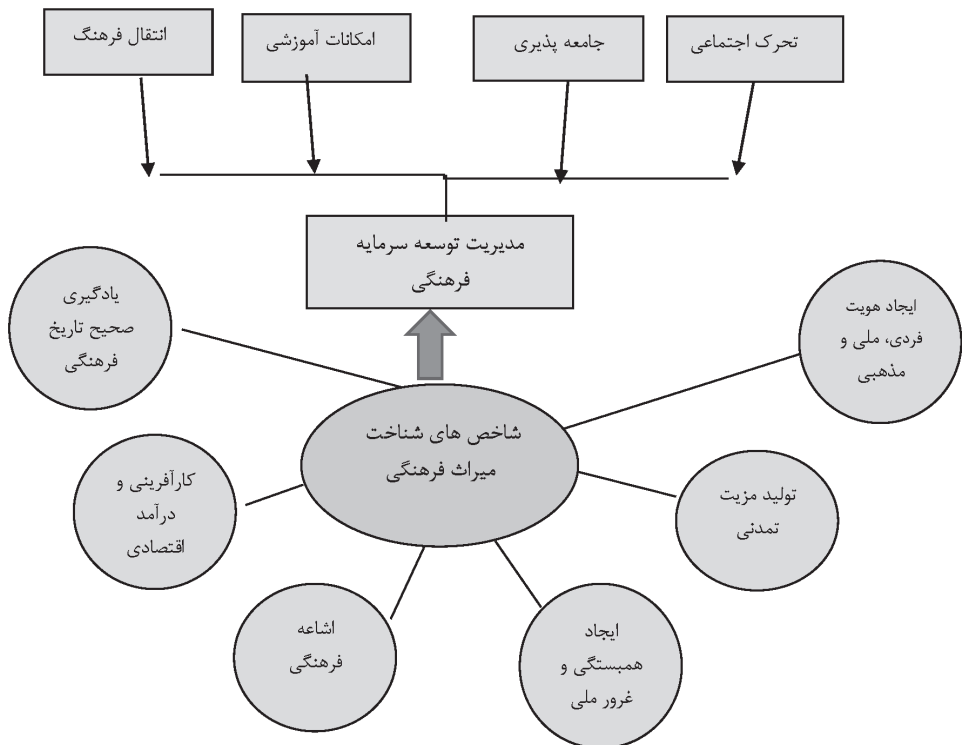 تحرک اجتماعی
جامعه پذیری
امکانات آموزشی
انتقال فرهنگ
مدیریت توسعه سرمایه
فرهنگی
ایجاد هویت
فردی، ملی و
مذهبی
یادگیری
صحیح تاریخ
فرهنگی
شاخص های شناخت
میراث فرهنگی
تولید مزیت
تمدنی
کارآفرینی و
درآمد
اقتصادی
ایجاد
همبستگی و
غرور ملی
اشاعه
فرهنگی